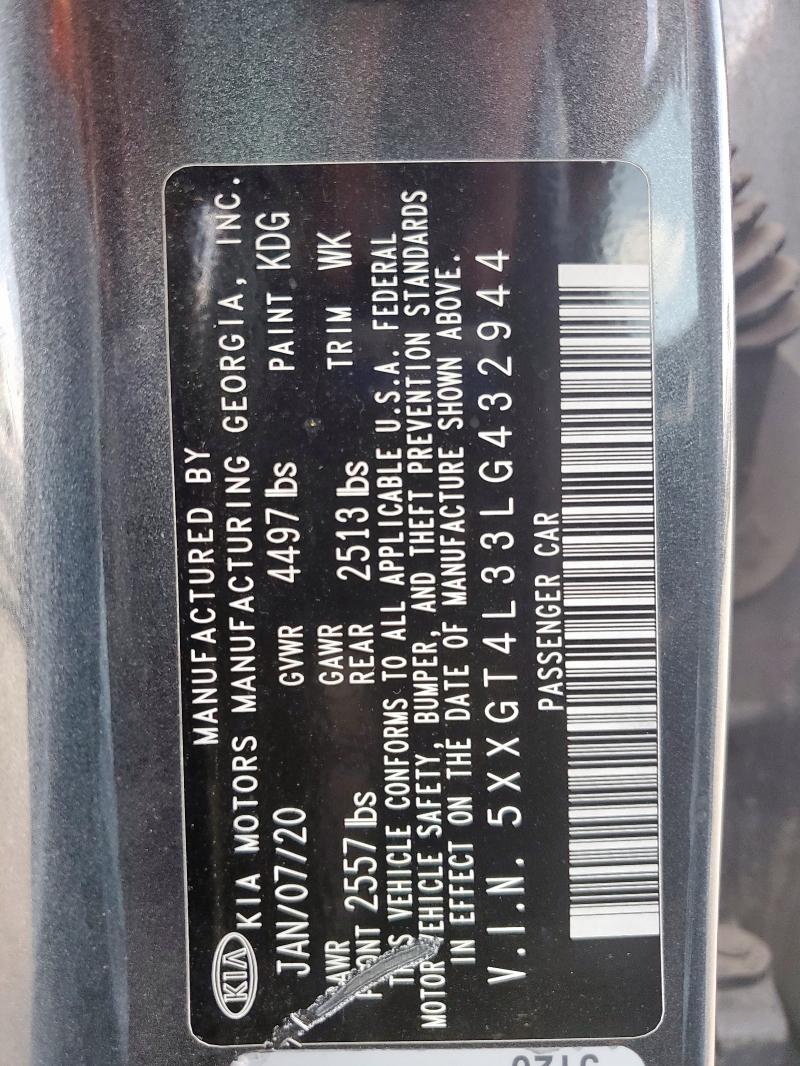 MANUFACTURED BY
KIA KIA MOTORS MANUFACTURING GEORGIA, INC.
JAN/07/20 GVWR 4497 lbs PAINT KDG
GAWR
REAR 2513 lbs TRIM WK
2557 lbs
VEHICLE CONFORMS TO ALL APPLICABLE U.S.A. FEDERAL
MOTOR VEHICLE SAFETY, BUMPER, AND THEFT PREVENTION STANDARDS
IN EFFECT ON THE DATE OF MANUFACTURE SHOWN ABOVE.
V.I.N. 5XXGT4L33LG432944
PASSENGER CAR